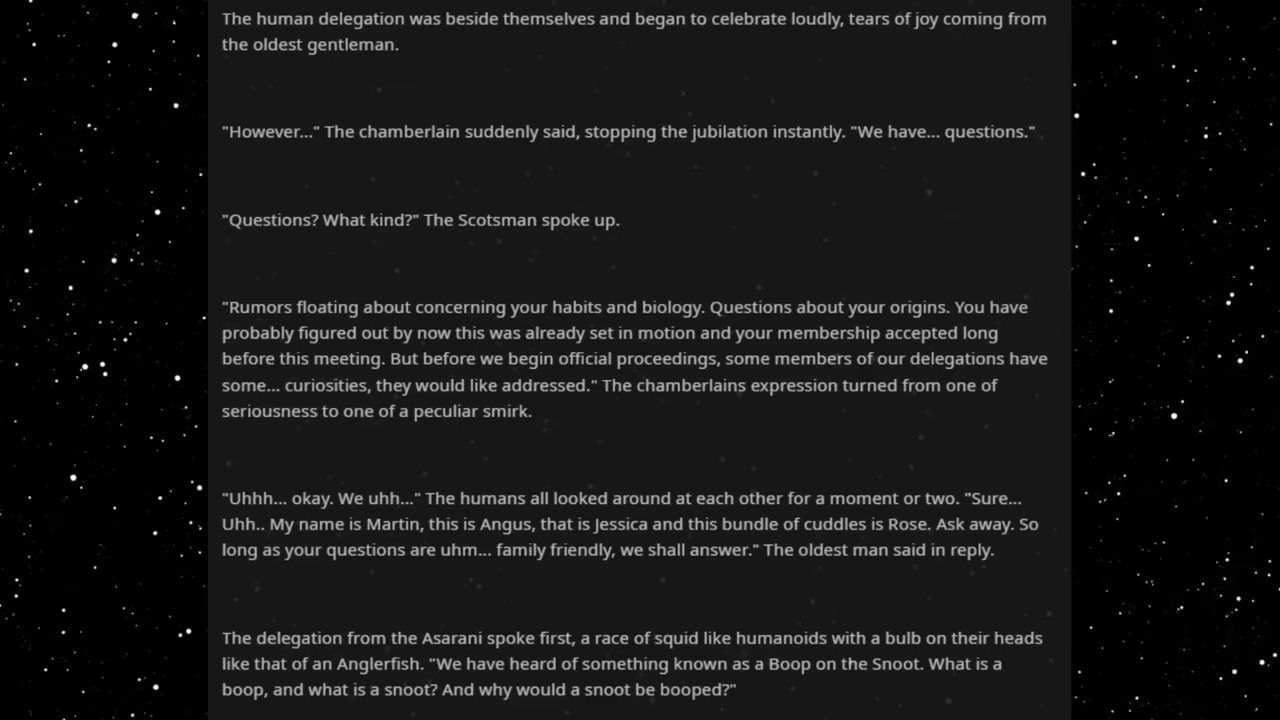 The human delegation was beside themselves and began to celebrate loudly, tears of joy coming from
the oldest gentleman.
"However..." The chamberlain suddenly said, stopping the jubilation instantly. "We have... questions."
"Questions? What kind?" The Scotsman spoke up.
"Rumors floating about concerning your habits and biology. Questions about your origins. You have
probably figured out by now this was already set in motion and your membership accepted long
before this meeting. But before we begin official proceedings, some members of our delegations have
some... curiosities, they would like addressed." The chamberlains expression turned from one of
seriousness to one of a peculiar smirk.
"Uhhh... okay. We uhh..." The humans all looked around at each other for a moment or two. "Sure...
Uhh.. My name is Martin, this is Angus, that is Jessica and this bundle of cuddles is Rose. Ask away. So
long as your questions are uhm... family friendly, we shall answer." The oldest man said in reply.
The delegation from the Asarani spoke first, a race of squid like humanoids with a bulb on their heads
like that of an Anglerfish. "We have heard of something known as a Boop on the Snoot. What is a
boop, and what is a snoot? And why would a snoot be booped?"